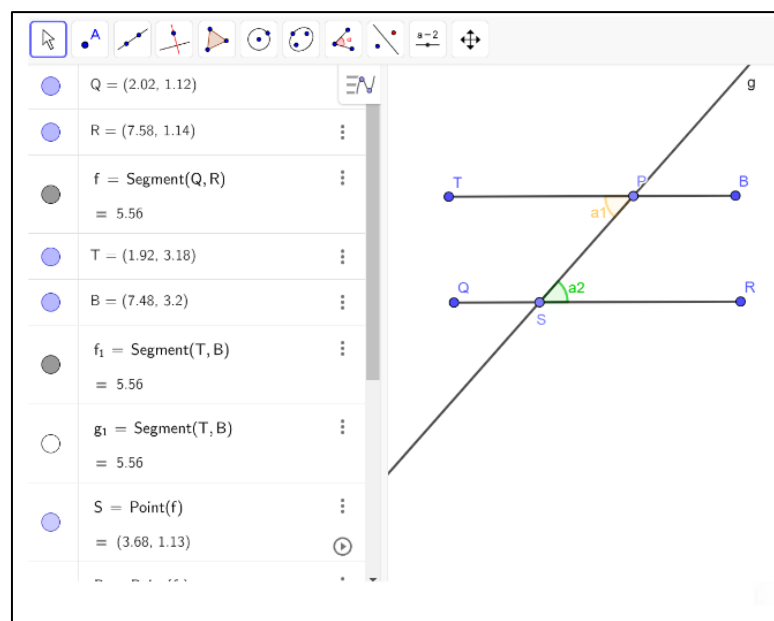 A
a-2
Q = (2.02, 1.12)
R = (7.58, 1.14)
f = Segment(Q, R)
= 5.56
T = (1.92, 3.18)
B = (7.48, 3.2)
f₁ = Segment(T, B)
= 5.56
g₁ = Segment(T, B)
= 5.56
S = Point(f)
= (3.68, 1.13)
g
T
P
B
a1
Q
a2
R
S